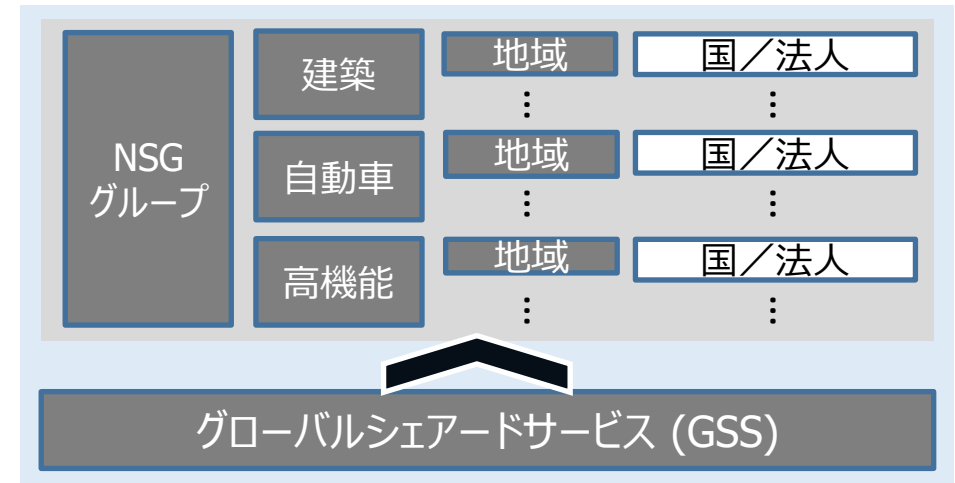 NSG
グループ
建築
地域
国／法人
⋮
⋮
自動車
地域
国／法人
⋮
⋮
高機能
地域
国／法人
⋮
⋮
グローバルシェアードサービス (GSS)